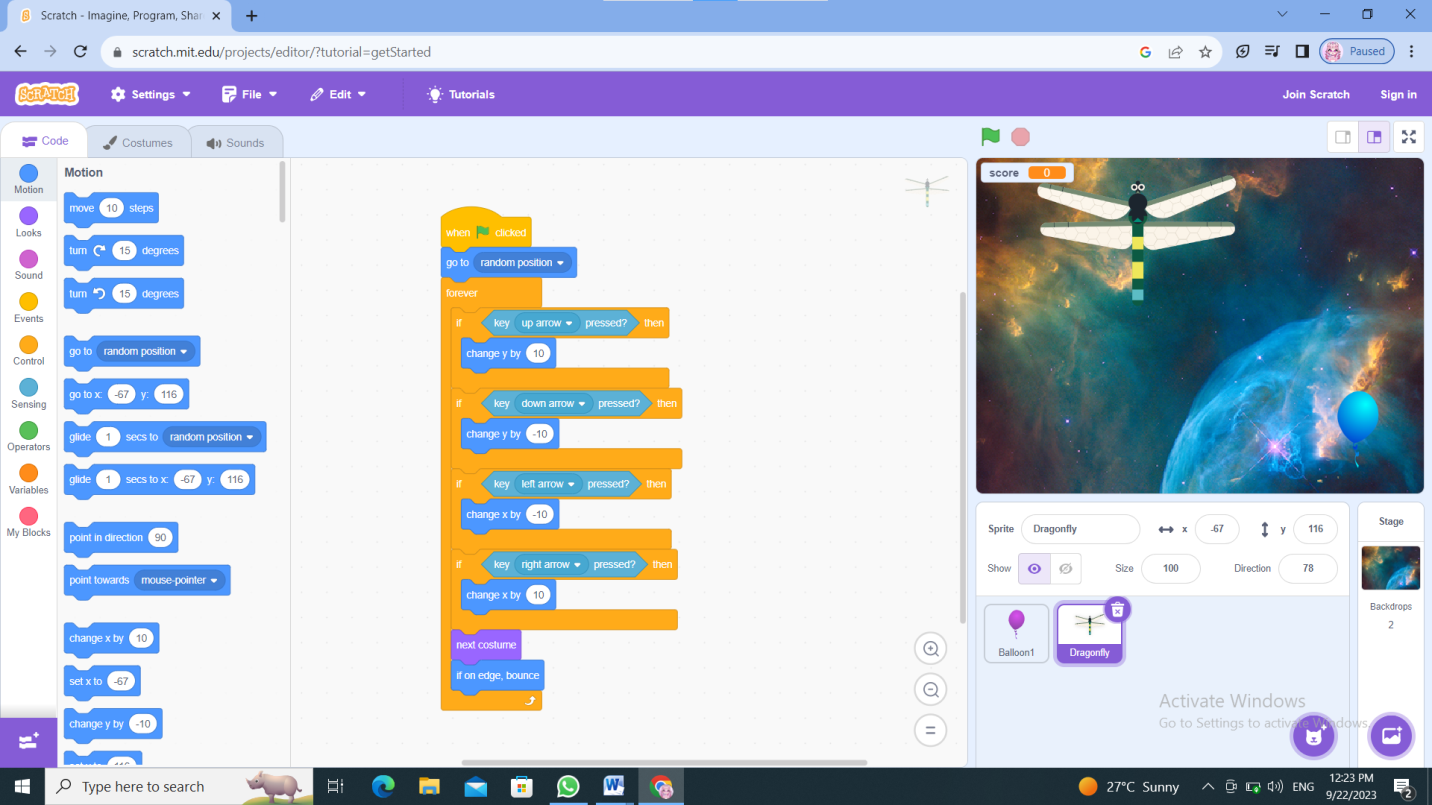 Scratch - Imagine, Program, Shar
scratch.mit.edu/projects/editor/?tutorial=getStarted
Paused
SCRATCH
Settings
File
Edit
Tutorials
Join Scratch
Sign in
Code
Costumes
Sounds
Motion
Looks
Sound
Events
Control
Sensing
Operators
Variables
My Blocks
Motion
move 10 steps
turn 15 degrees
turn 15 degrees
go to random position
go to x: -67 y: 116
glide 1 secs to random position
glide 1 secs to x: -67 y: 116
point in direction 90
point towards mouse-pointer
change x by 10
set x to -67
change y by -10
when clicked
go to random position
forever
if key up arrow pressed? then
change y by 10
if key down arrow pressed? then
change y by -10
if key left arrow pressed? then
change x by -10
if key right arrow pressed? then
change x by 10
next costume
if on edge, bounce
score 0
Sprite Dragonfly x -67 y 116
Show Size 100 Direction 78
Balloon1
Dragonfly
Stage
Backdrops
2
Activate Windows
Go to Settings to activate Windows.
Type here to search
27°C Sunny
ENG
12:23 PM
9/22/2023
2